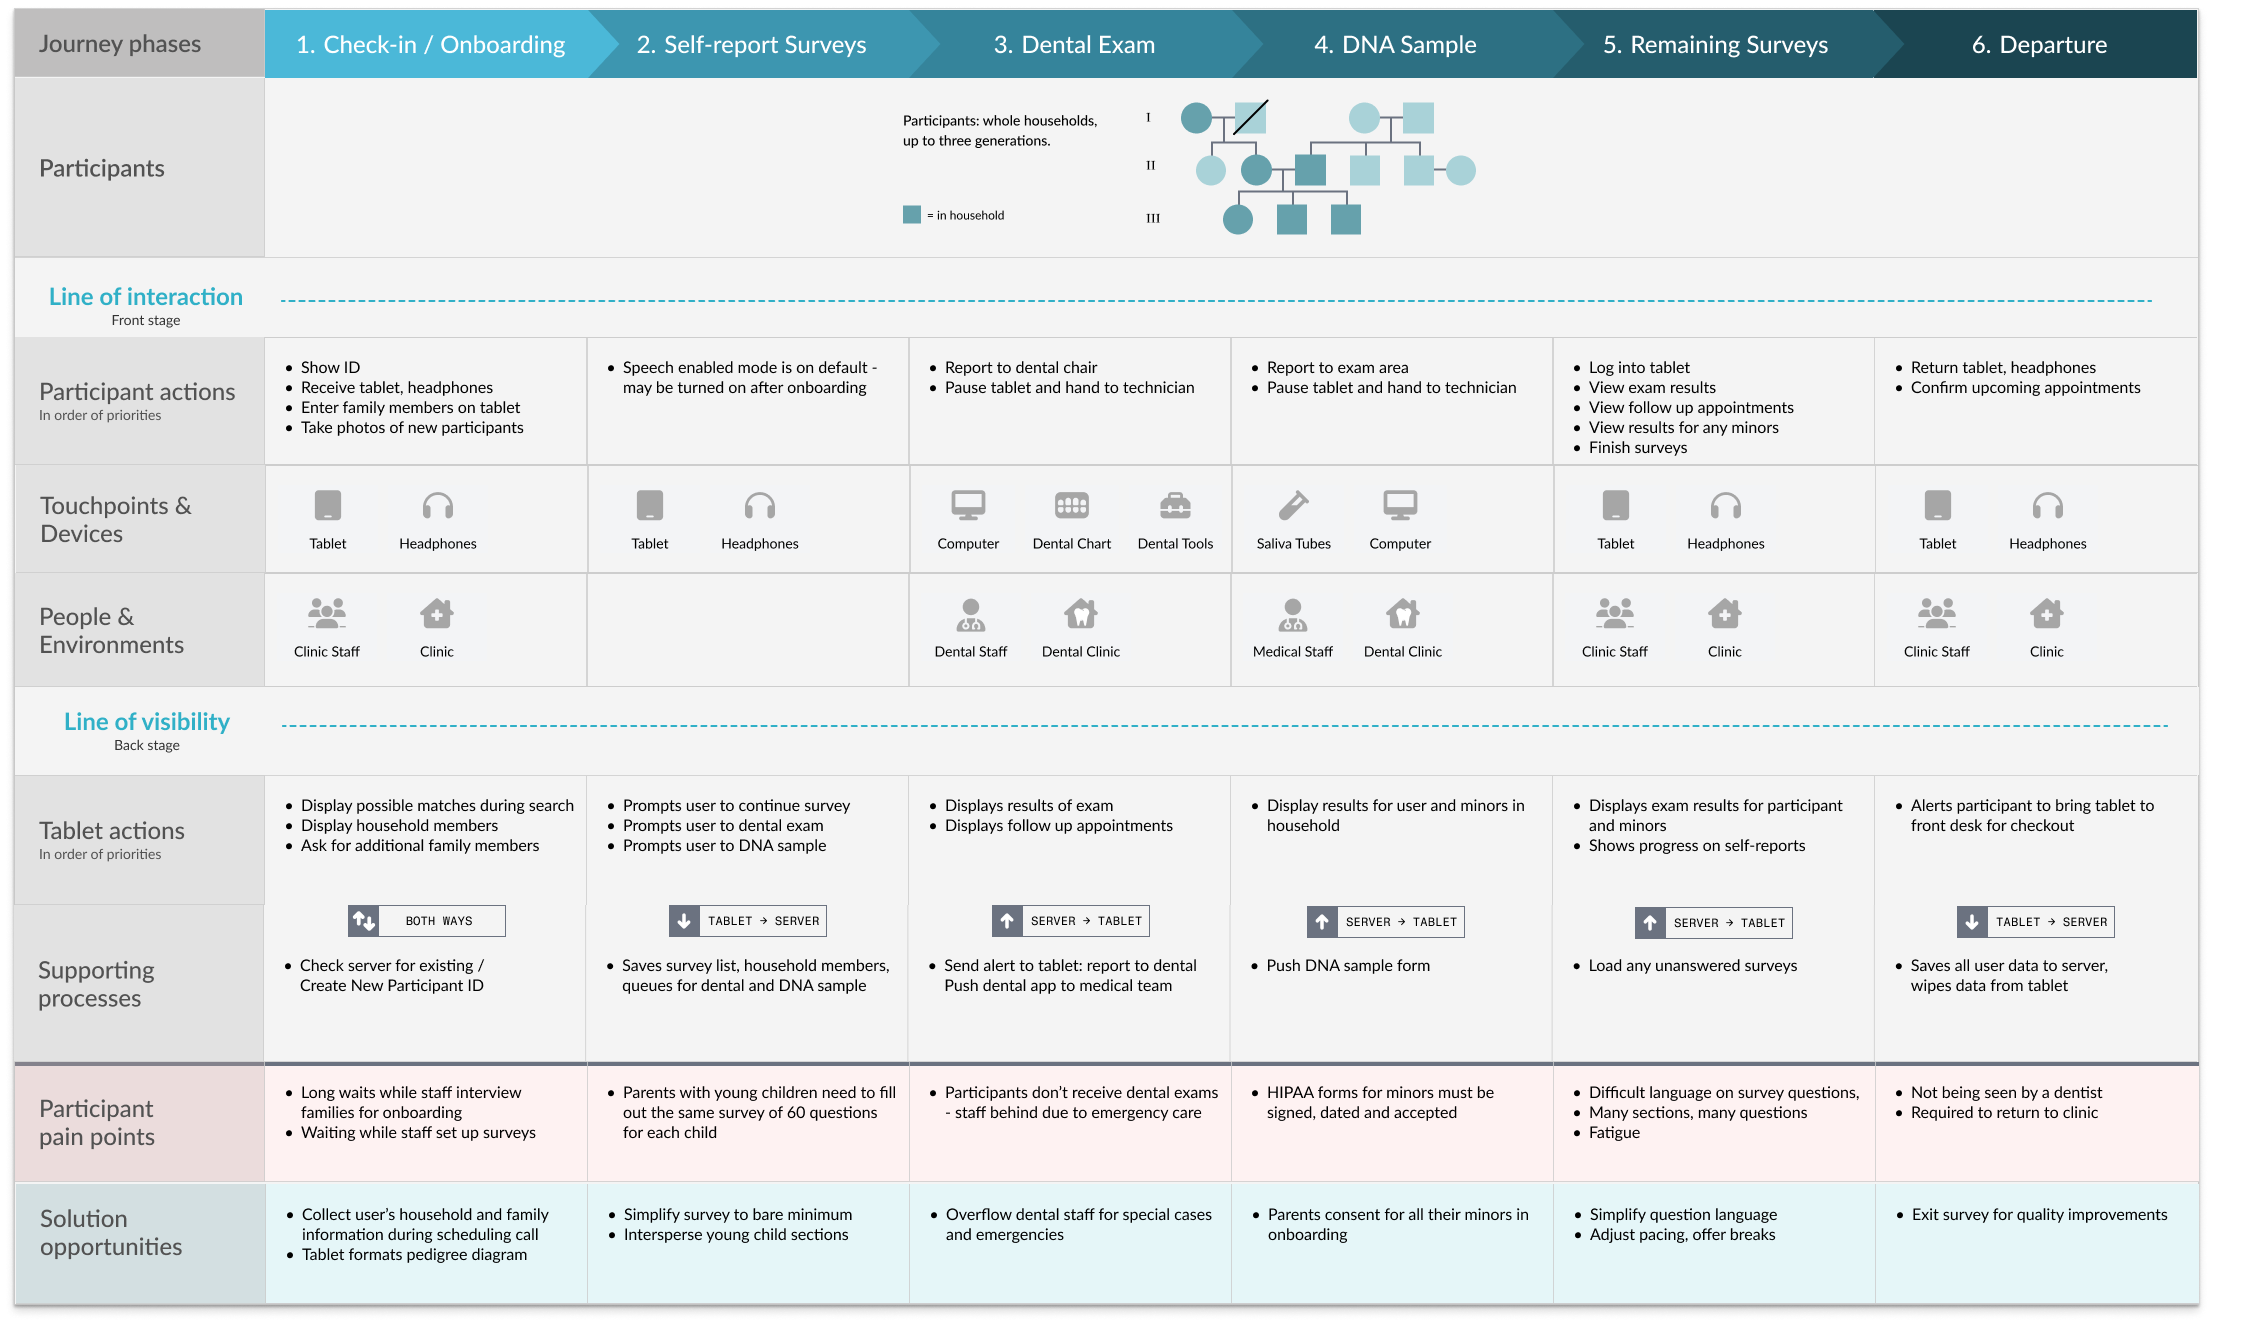 Journey phases
1. Check-in / Onboarding
2. Self-report Surveys
3. Dental Exam
4. DNA Sample
5. Remaining Surveys
6. Departure
Participants
Participants: whole households,
up to three generations.
= in household
I
II
III
Line of interaction
Front stage
Participant actions
In order of priorities
• Show ID
• Receive tablet, headphones
• Enter family members on tablet
• Take photos of new participants
• Speech enabled mode is on default -
may be turned on after onboarding
• Report to dental chair
• Pause tablet and hand to technician
• Report to exam area
• Pause tablet and hand to technician
• Log into tablet
• View exam results
• View follow up appointments
• View results for any minors
• Finish surveys
• Return tablet, headphones
• Confirm upcoming appointments
Touchpoints &
Devices
Tablet
Headphones
Tablet
Headphones
Computer
Dental Chart
Dental Tools
Saliva Tubes
Computer
Tablet
Headphones
Tablet
Headphones
People &
Environments
Clinic Staff
Clinic
Dental Staff
Dental Clinic
Medical Staff
Dental Clinic
Clinic Staff
Clinic
Clinic Staff
Clinic
Line of visibility
Back stage
Tablet actions
In order of priorities
• Display possible matches during search
• Display household members
• Ask for additional family members
• Prompts user to continue survey
• Prompts user to dental exam
• Prompts user to DNA sample
• Displays results of exam
• Displays follow up appointments
• Display results for user and minors in
household
• Displays exam results for participant
and minors
• Shows progress on self-reports
• Alerts participant to bring tablet to
front desk for checkout
BOTH WAYS
TABLET → SERVER
SERVER → TABLET
SERVER → TABLET
SERVER → TABLET
TABLET → SERVER
Supporting
processes
• Check server for existing /
Create New Participant ID
• Saves survey list, household members,
queues for dental and DNA sample
• Send alert to tablet: report to dental
Push dental app to medical team
• Push DNA sample form
• Load any unanswered surveys
• Saves all user data to server,
wipes data from tablet
Participant
pain points
• Long waits while staff interview
families for onboarding
• Waiting while staff set up surveys
• Parents with young children need to fill
out the same survey of 60 questions
for each child
• Participants don’t receive dental exams
- staff behind due to emergency care
• HIPAA forms for minors must be
signed, dated and accepted
• Difficult language on survey questions,
• Many sections, many questions
• Fatigue
• Not being seen by a dentist
• Required to return to clinic
Solution
opportunities
• Collect user’s household and family
information during scheduling call
• Tablet formats pedigree diagram
• Simplify survey to bare minimum
• Intersperse young child sections
• Overflow dental staff for special cases
and emergencies
• Parents consent for all their minors in
onboarding
• Simplify question language
• Adjust pacing, offer breaks
• Exit survey for quality improvements